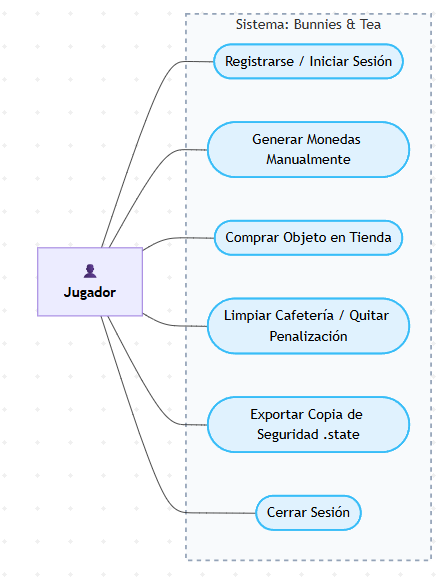 Sistema: Bunnies & Tea
Registrarse / Iniciar Sesión
Generar Monedas
Manualmente
Comprar Objeto en Tienda
Jugador
Limpiar Cafetería / Quitar
Penalización
Exportar Copia de
Seguridad .state
Cerrar Sesión